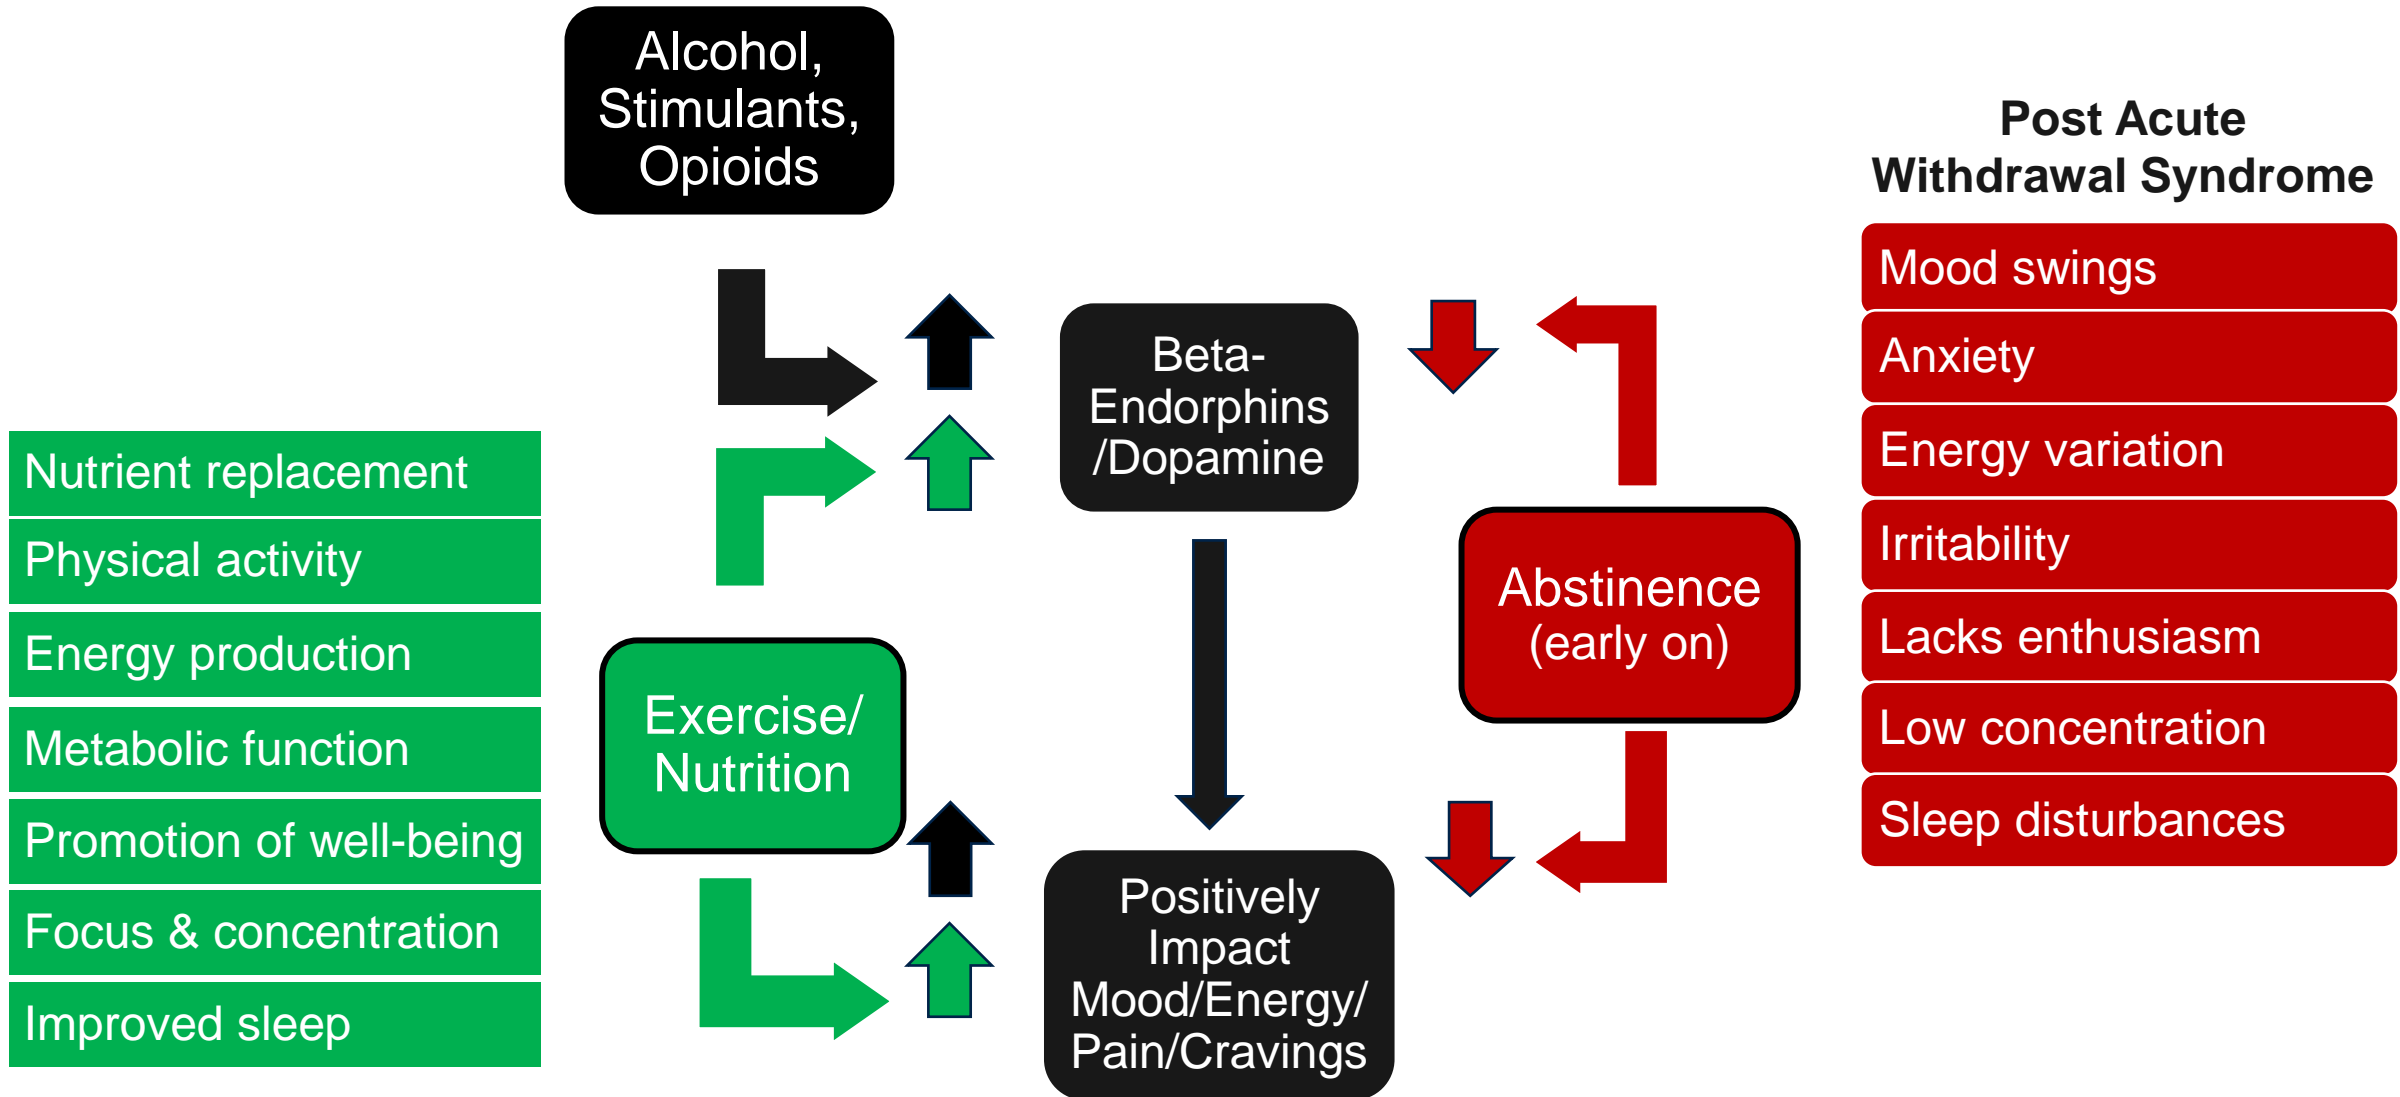 Alcohol,
Stimulants,
Opioids
Post Acute
Withdrawal Syndrome
Mood swings
Anxiety
Energy variation
Irritability
Lacks enthusiasm
Low concentration
Sleep disturbances
Beta-
Endorphins
/Dopamine
Abstinence
(early on)
Nutrient replacement
Physical activity
Energy production
Metabolic function
Promotion of well-being
Focus & concentration
Improved sleep
Exercise/
Nutrition
Positively
Impact
Mood/Energy/
Pain/Cravings